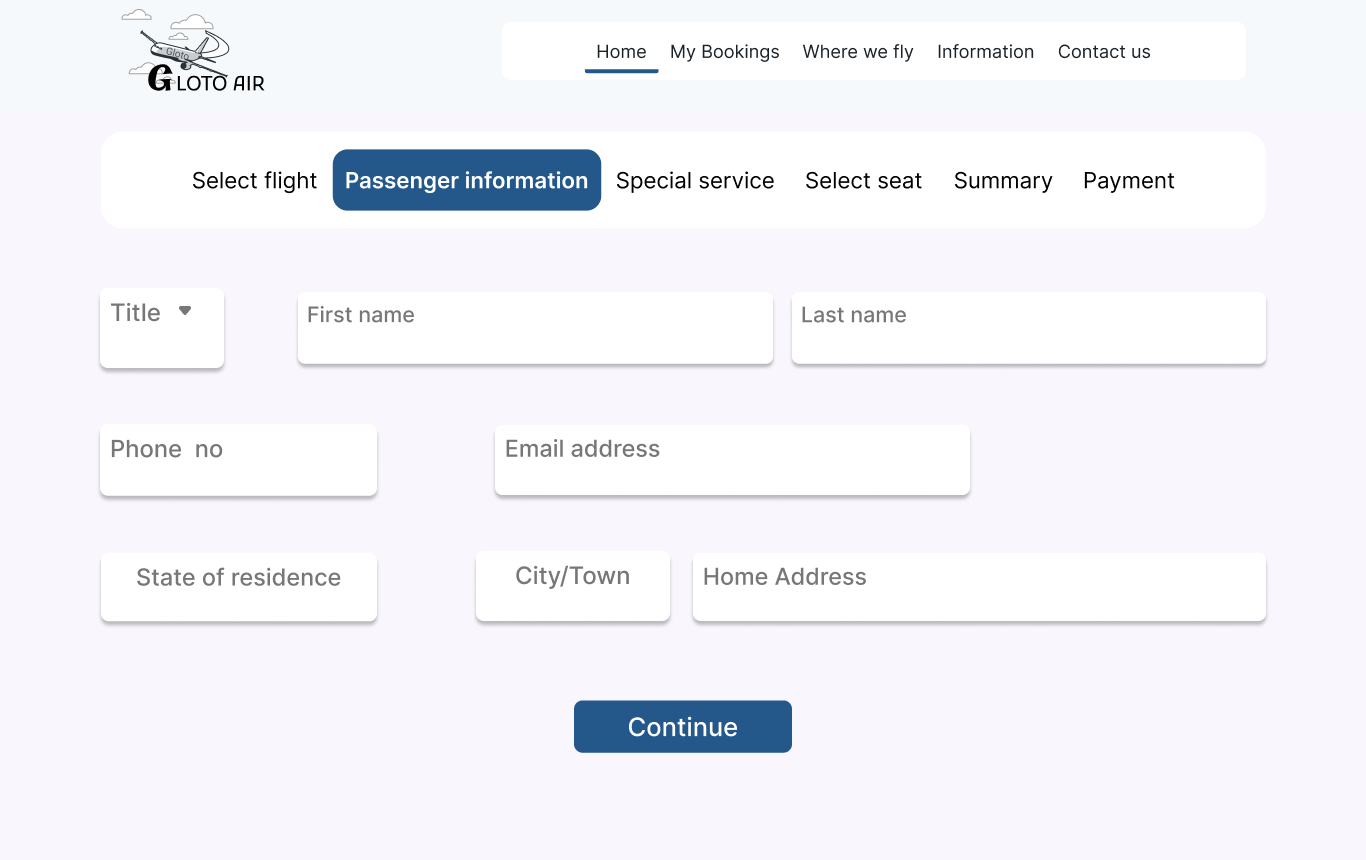 Gloto
GLOTO AIR
Home My Bookings Where we fly Information Contact us
Select flight Passenger information Special service Select seat Summary Payment
Title First name Last name
Phone no Email address
State of residence City/Town Home Address
Continue